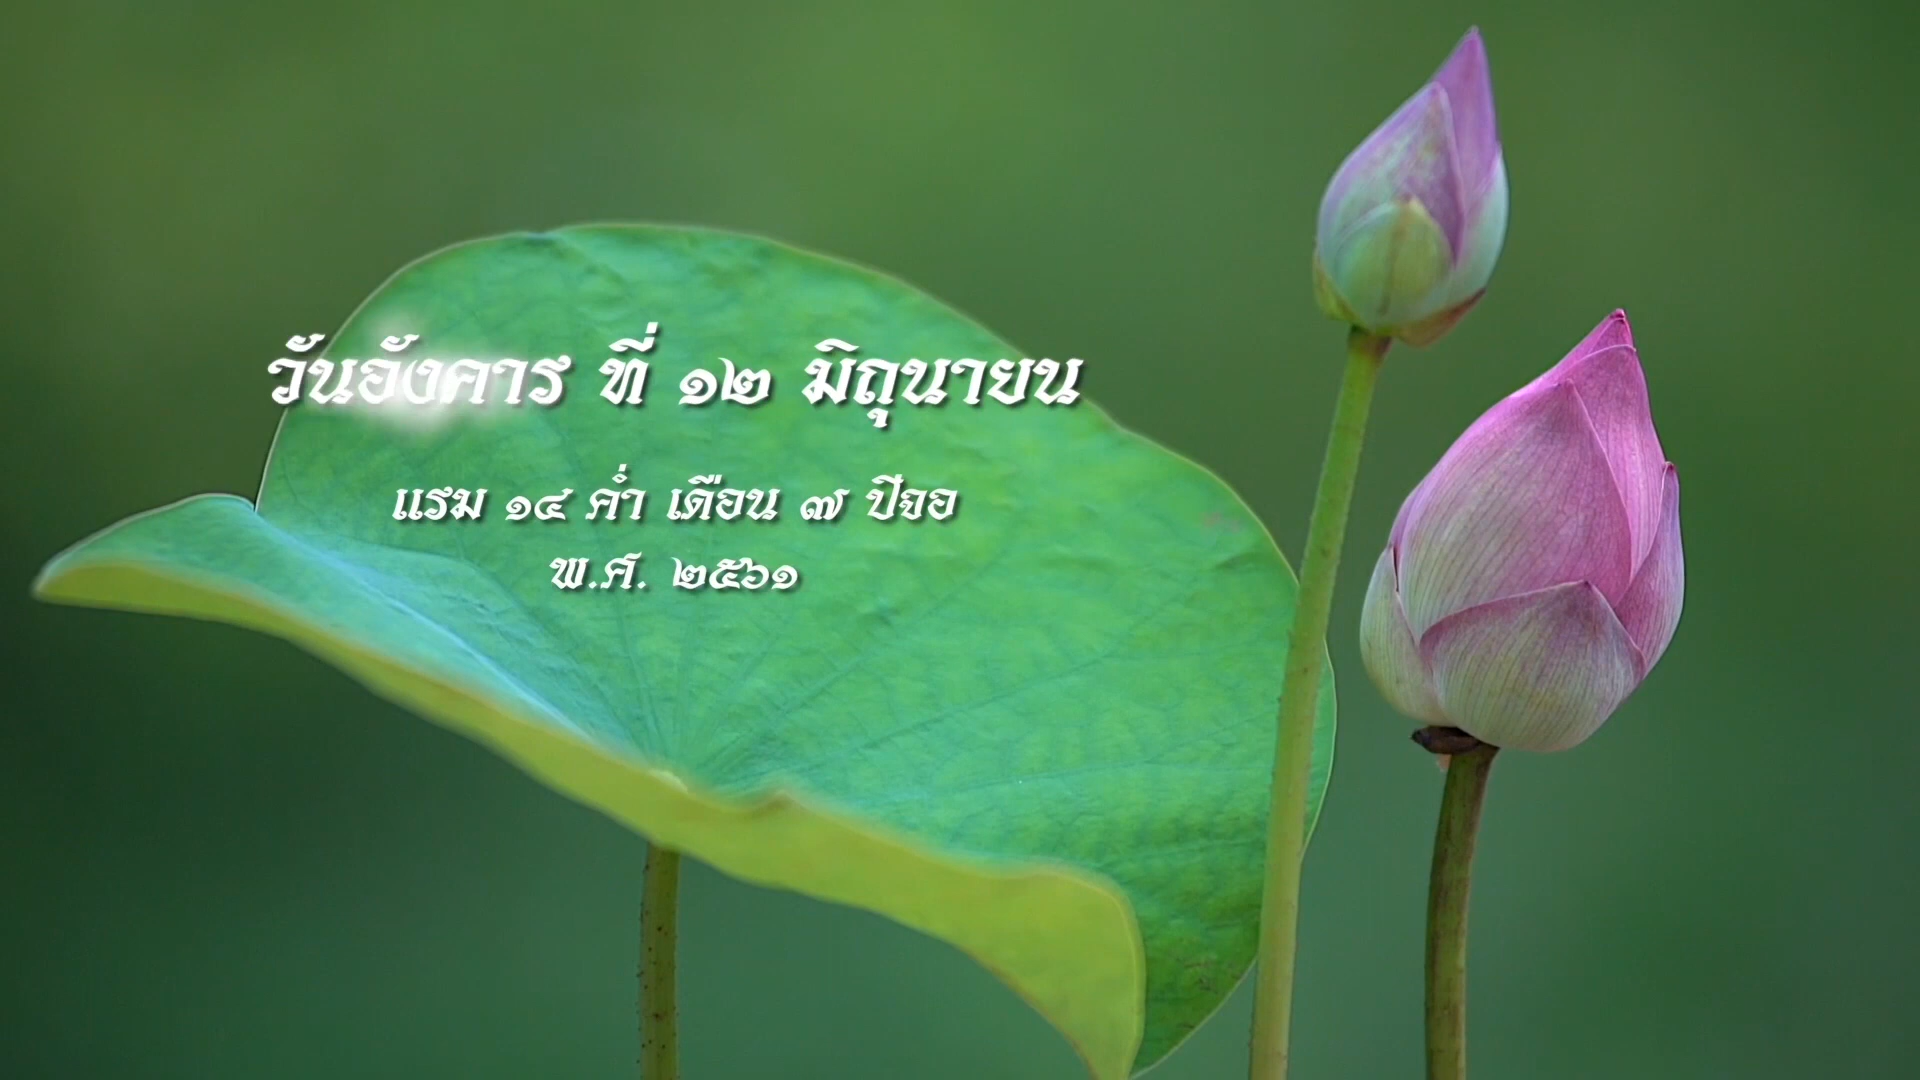 วันอังคาร ที่ ๑๒ มิถุนายน
แรม ๑๔ ค่ำ เดือน ๗ ปีจอ
พ.ศ. ๒๕๖๑